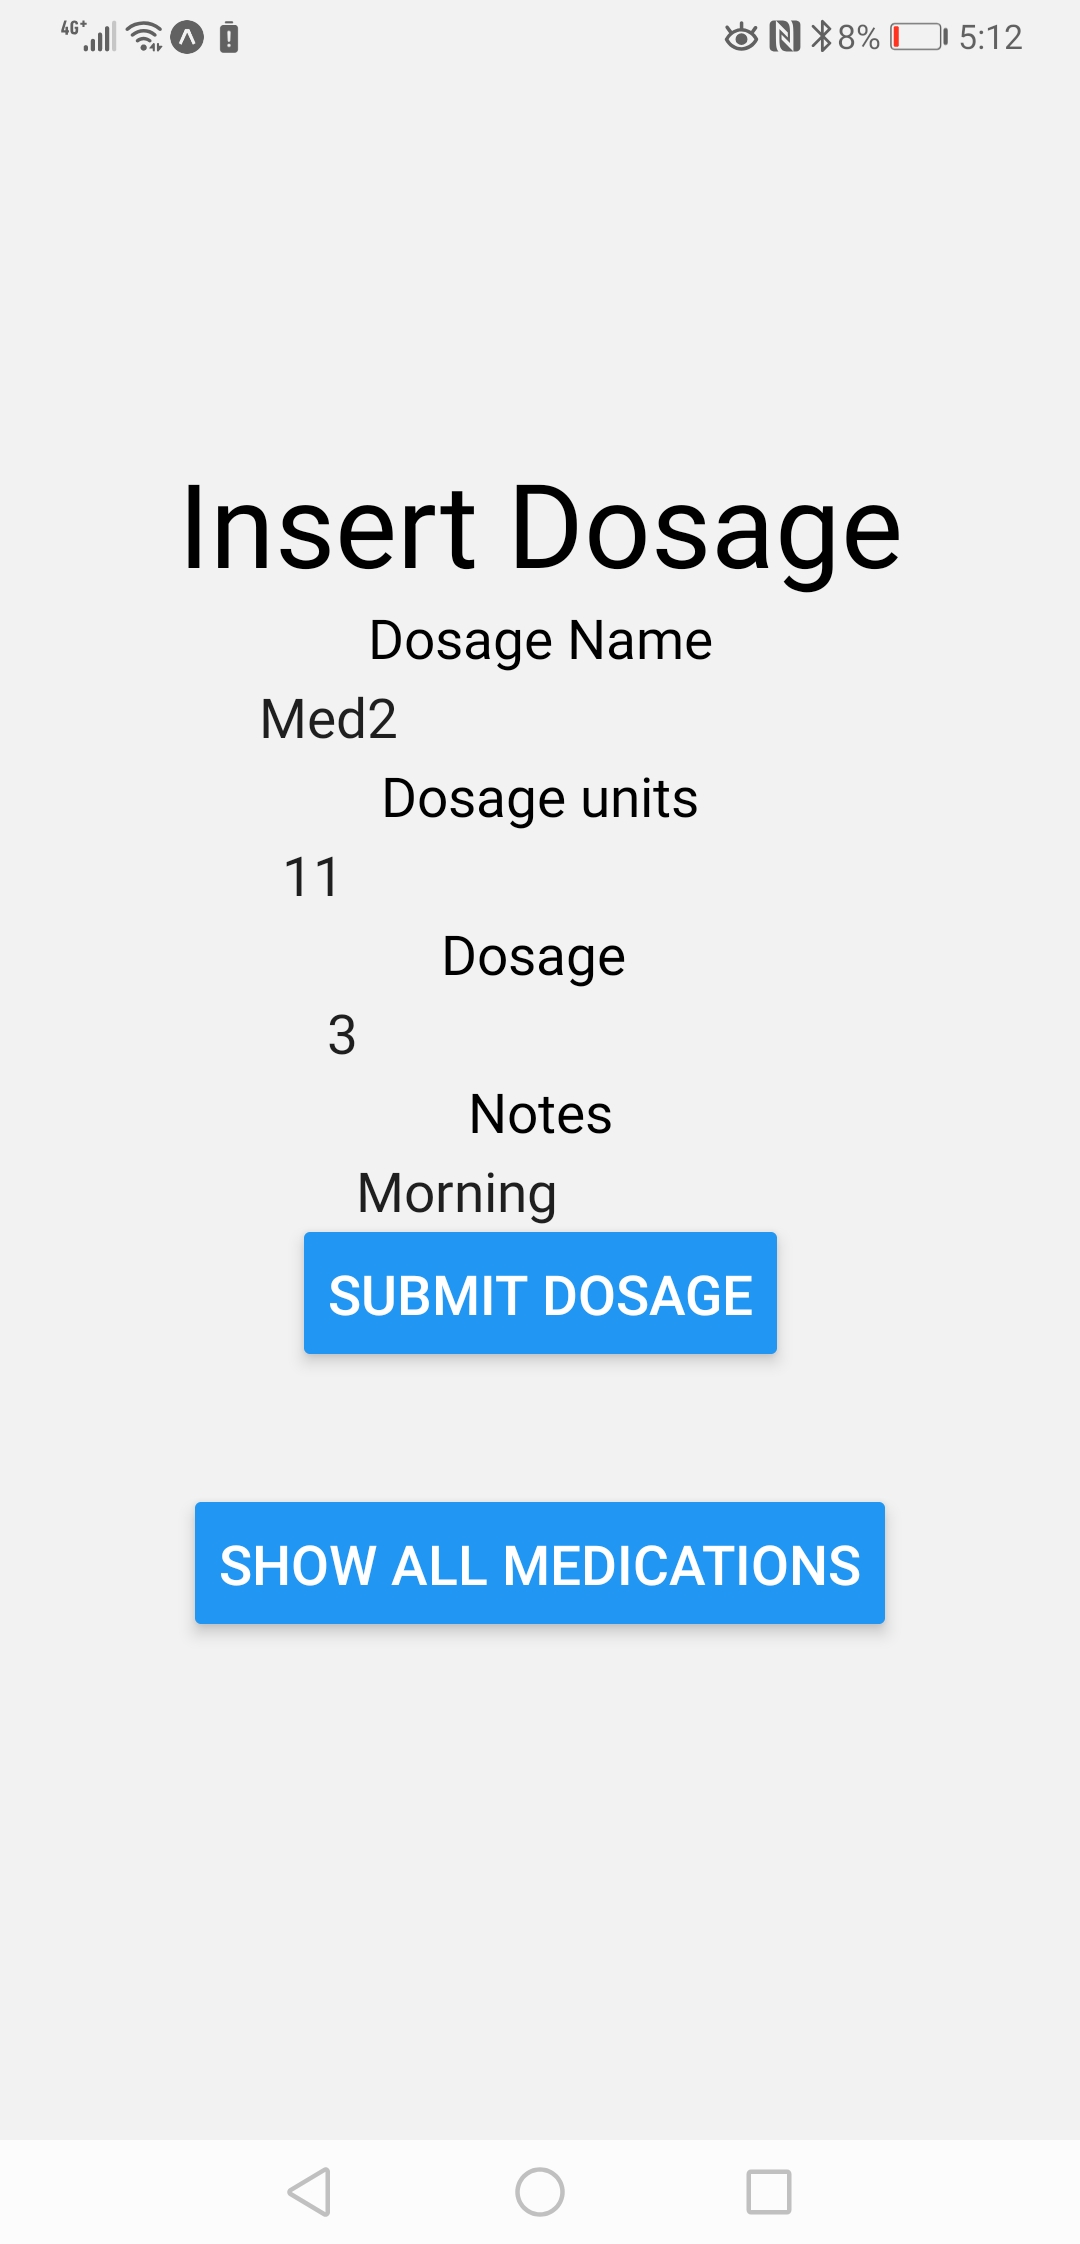 4G+ 8% 5:12
Insert Dosage
Dosage Name
Med2
Dosage units
11
Dosage
3
Notes
Morning
SUBMIT DOSAGE
SHOW ALL MEDICATIONS